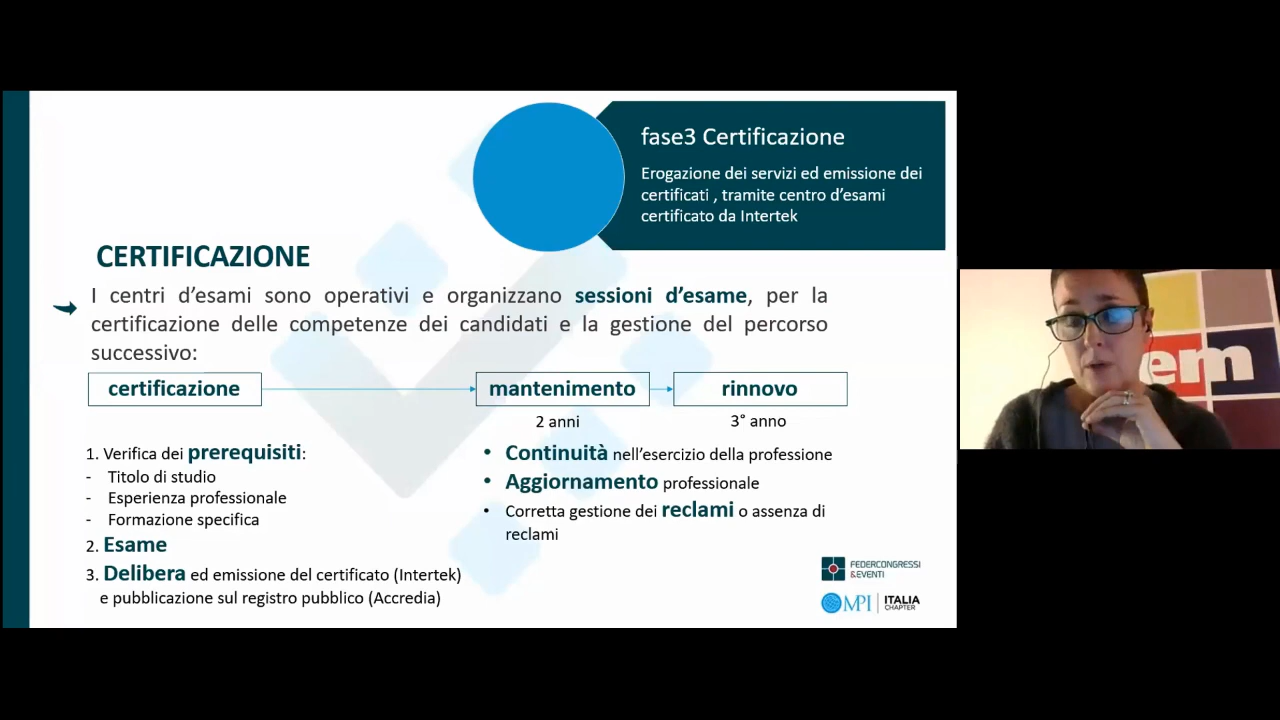 fase3 Certificazione
Erogazione dei servizi ed emissione dei
certificati , tramite centro d'esami
certificato da Intertek
CERTIFICAZIONE
I centri d'esami sono operativi e organizzano sessioni d'esame, per la
certificazione delle competenze dei candidati e la gestione del percorso
successivo:
certificazione
mantenimento
rinnovo
2 anni
3° anno
1. Verifica dei prerequisiti:
- Titolo di studio
- Esperienza professionale
- Formazione specifica
2. Esame
3. Delibera ed emissione del certificato (Intertek)
e pubblicazione sul registro pubblico (Accredia)
• Continuità nell'esercizio della professione
• Aggiornamento professionale
• Corretta gestione dei reclami o assenza di
reclami
FEDERCONGRESSI
&EVENTI
MPI | ITALIA
CHAPTER
em